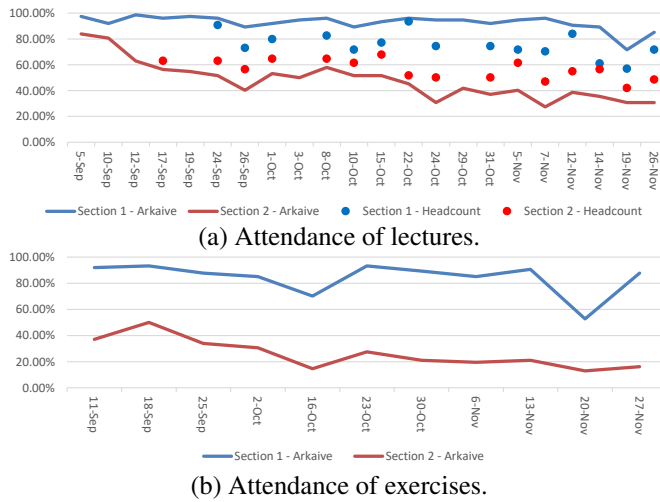 100.00%
80.00%
60.00%
40.00%
20.00%
0.00%
5-Sep
10-Sep
12-Sep
17-Sep
19-Sep
24-Sep
26-Sep
1-Oct
3-Oct
8-Oct
10-Oct
15-Oct
22-Oct
24-Oct
29-Oct
31-Oct
5-Nov
7-Nov
12-Nov
14-Nov
19-Nov
26-Nov
Section 1 - Arkaive Section 2 - Arkaive Section 1 - Headcount Section 2 - Headcount
(a) Attendance of lectures.
100.00%
80.00%
60.00%
40.00%
20.00%
0.00%
11-Sep
18-Sep
25-Sep
2-Oct
16-Oct
23-Oct
30-Oct
6-Nov
13-Nov
20-Nov
27-Nov
Section 1 - Arkaive Section 2 - Arkaive
(b) Attendance of exercises.